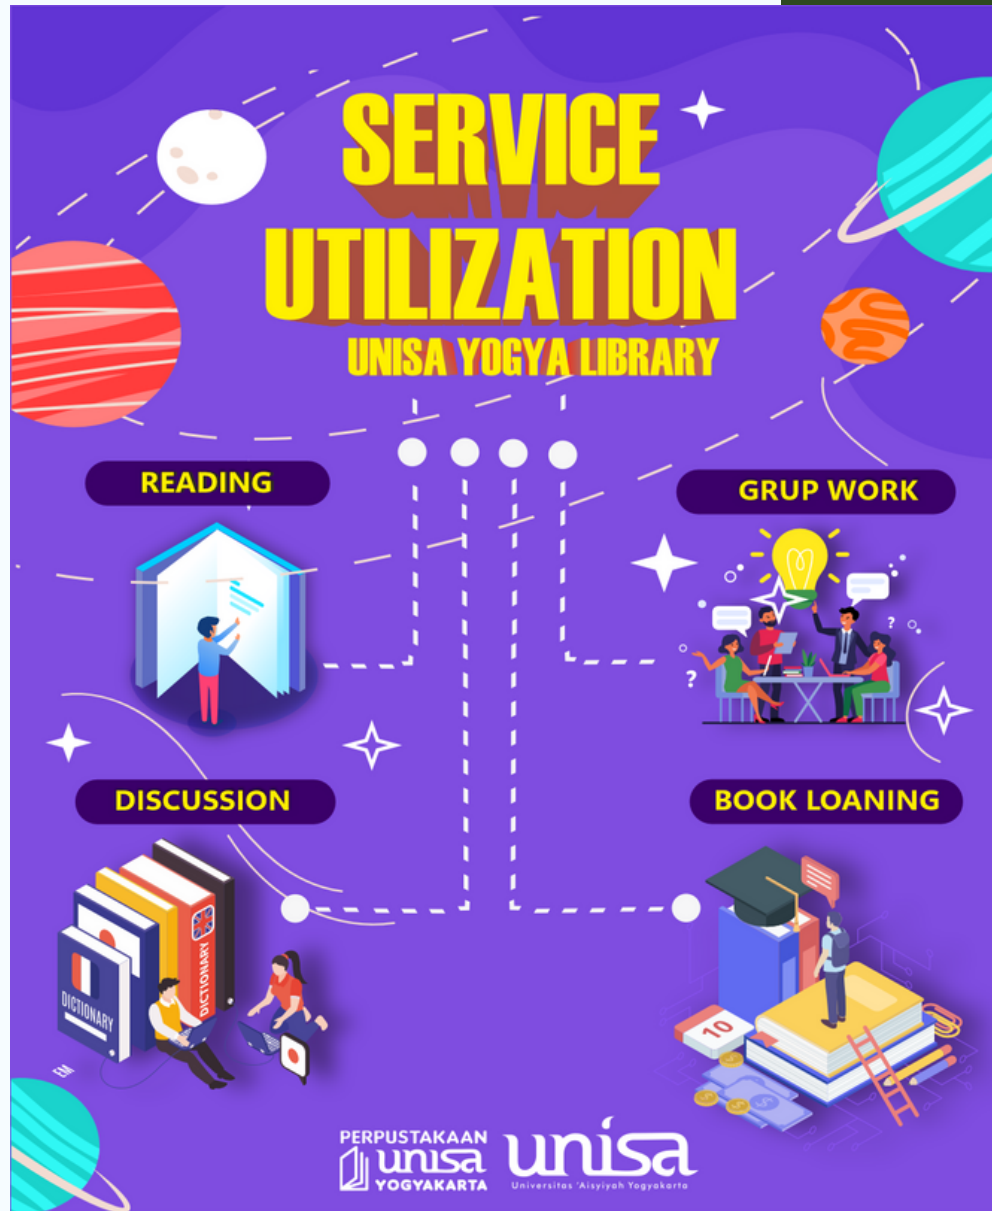 SERVICE
UTILIZATION
UNISA YOGYA LIBRARY
READING
GRUP WORK
?
?
DISCUSSION
BOOK LOANING
DICTIONARY
DICTIONARY
10
EM
PERPUSTAKAAN
unisa
YOGYAKARTA
unisa
Universitas 'Aisyiyah Yogyakarta